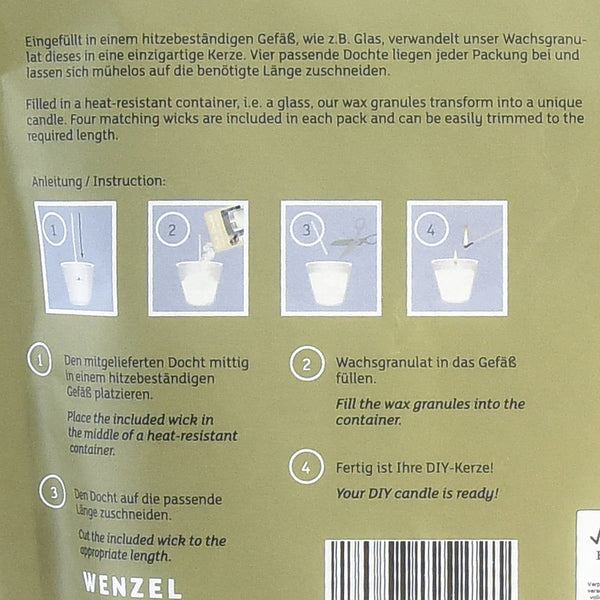 Eingefüllt in einem hitzebeständigen Gefäß, wie z.B. Glas, verwandelt unser Wachsgranu-
lat dieses in eine einzigartige Kerze. Vier passende Dochte liegen jeder Packung bei und
lassen sich mühelos auf die benötigte Länge zuschneiden.
Filled in a heat-resistant container, i.e. a glass, our wax granules transform into a unique
candle. Four matching wicks are included in each pack and can be easily trimmed to the
required length.
Anleitung / Instruction:
1
2
3
4
1
Den mitgelieferten Docht mittig
in einem hitzebeständigen
Gefäß platzieren.
Place the included wick in
the middle of a heat-resistant
container.
2
Wachsgranulat in das Gefäß
füllen.
Fill the wax granules into the
container.
3
Den Docht auf die passende
Länge zuschneiden.
Cut the included wick to the
appropriate length.
4
Fertig ist Ihre DIY-Kerze!
Your DIY candle is ready!
WENZEL